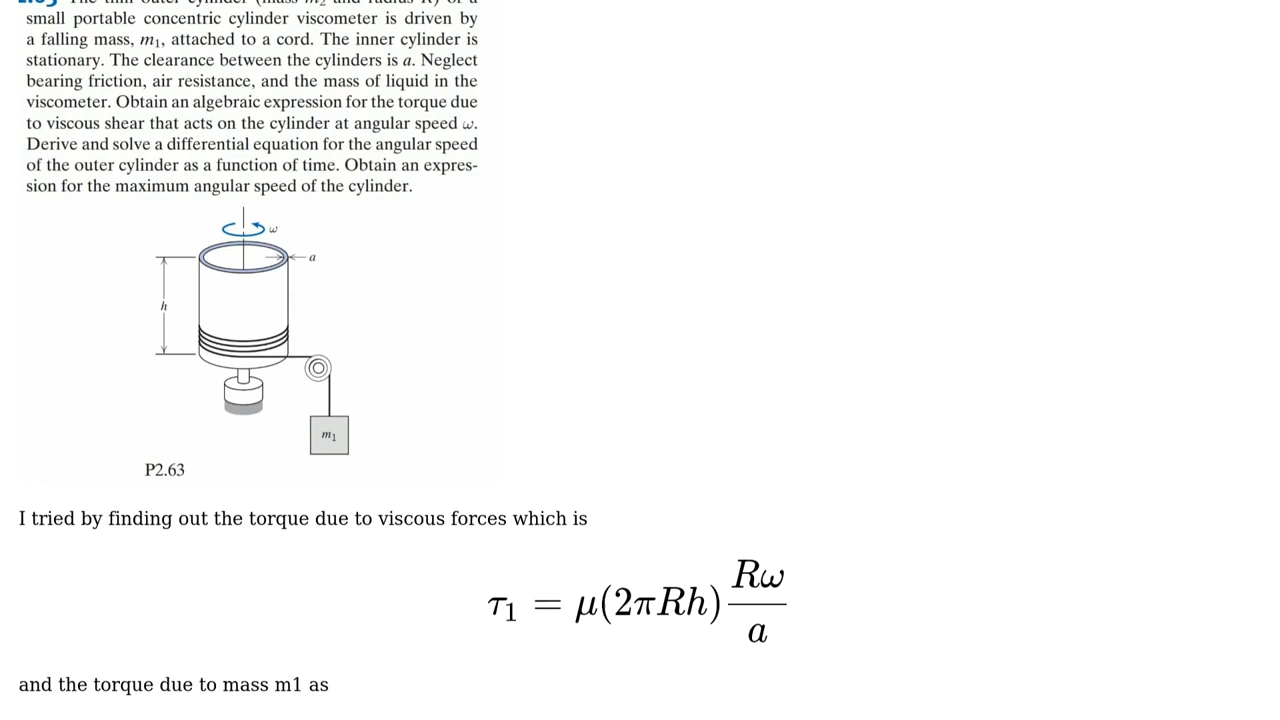 small portable concentric cylinder viscometer is driven by
a falling mass, m₁, attached to a cord. The inner cylinder is
stationary. The clearance between the cylinders is a. Neglect
bearing friction, air resistance, and the mass of liquid in the
viscometer. Obtain an algebraic expression for the torque due
to viscous shear that acts on the cylinder at angular speed ω.
Derive and solve a differential equation for the angular speed
of the outer cylinder as a function of time. Obtain an expres-
sion for the maximum angular speed of the cylinder.
ω
a
h
m₁
P2.63
I tried by finding out the torque due to viscous forces which is
τ₁ = μ(2πRh) Rω/a
and the torque due to mass m1 as